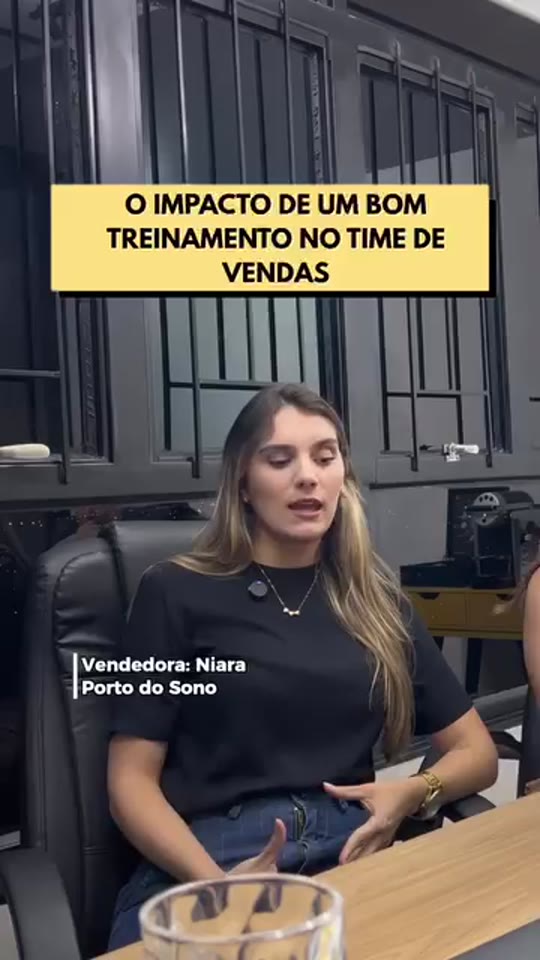 O IMPACTO DE UM BOM
TREINAMENTO NO TIME DE
VENDAS
Vendedora: Niara
Porto do Sono